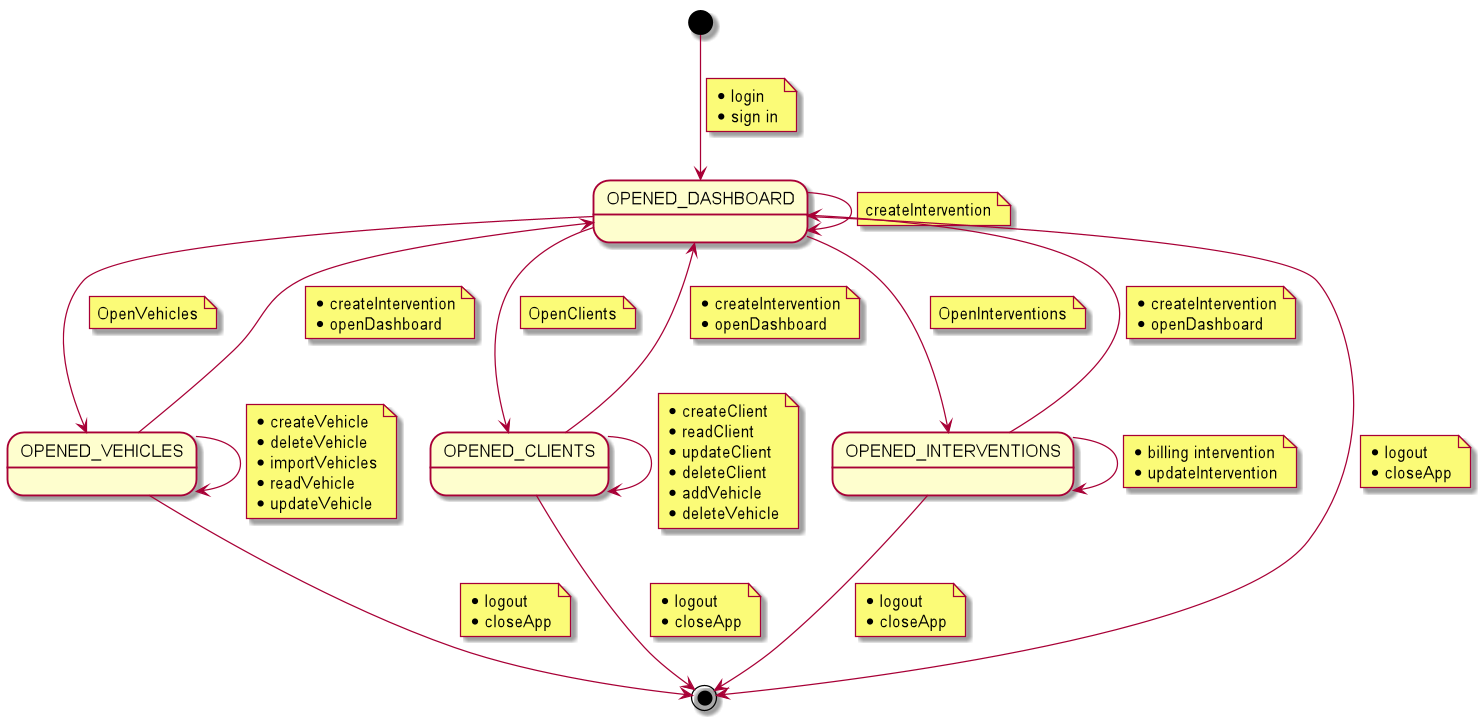 • login
• sign in
OPENED_DASHBOARD
createIntervention
OpenVehicles
• createIntervention
• openDashboard
OpenClients
• createIntervention
• openDashboard
OpenInterventions
• createIntervention
• openDashboard
OPENED_VEHICLES
• createVehicle
• deleteVehicle
• importVehicles
• readVehicle
• updateVehicle
OPENED_CLIENTS
• createClient
• readClient
• updateClient
• deleteClient
• addVehicle
• deleteVehicle
OPENED_INTERVENTIONS
• billing intervention
• updateIntervention
• logout
• closeApp
• logout
• closeApp
• logout
• closeApp
• logout
• closeApp